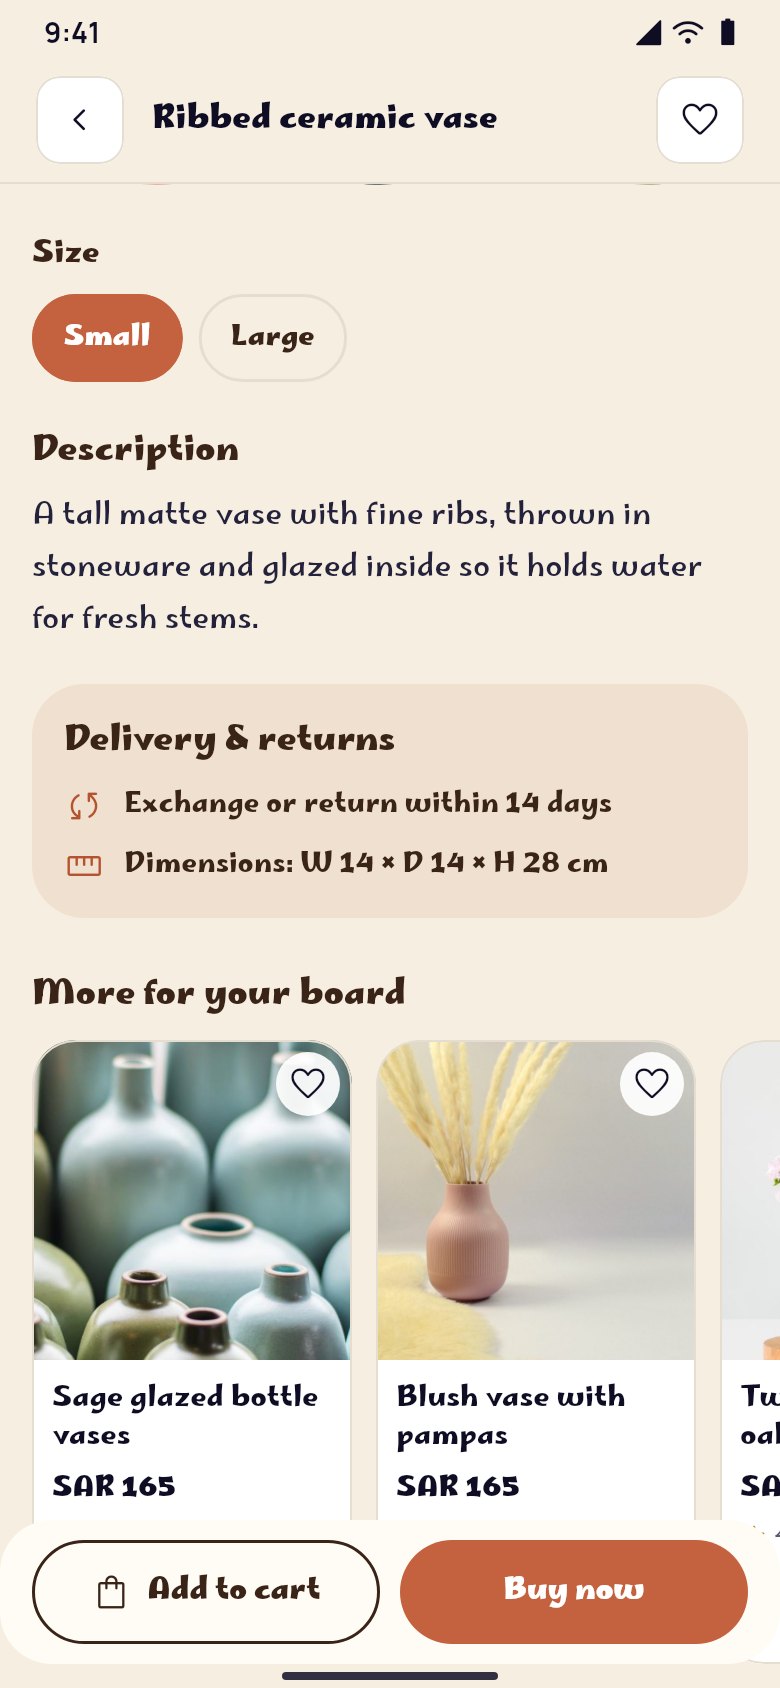 9:41
Ribbed ceramic vase
Size
Small
Large
Description
A tall matte vase with fine ribs, thrown in
stoneware and glazed inside so it holds water
for fresh stems.
Delivery & returns
Exchange or return within 14 days
Dimensions: W 14 × D 14 × H 28 cm
More for your board
Sage glazed bottle
vases
SAR 165
Blush vase with
pampas
SAR 165
Add to cart
Buy now